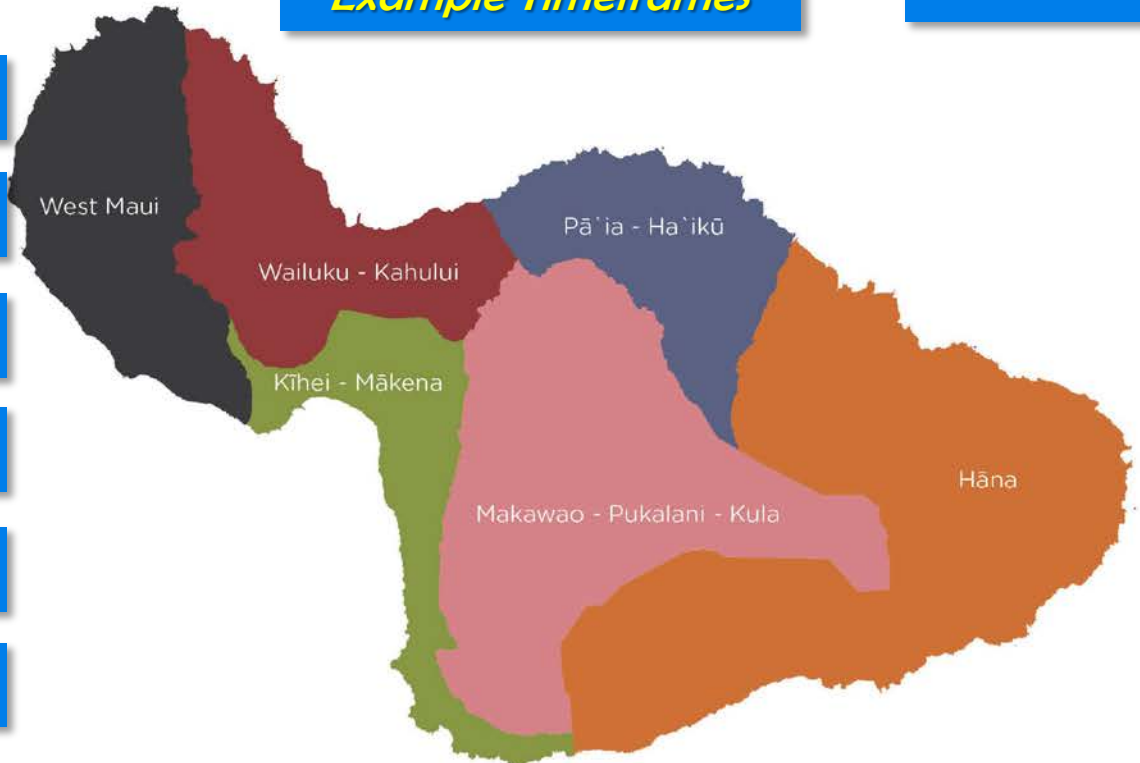 Example Timeframes
West Maui
Pā`ia - Ha`ikū
Wailuku - Kahului
Kīhei - Mākena
Hāna
Makawao - Pukalani - Kula